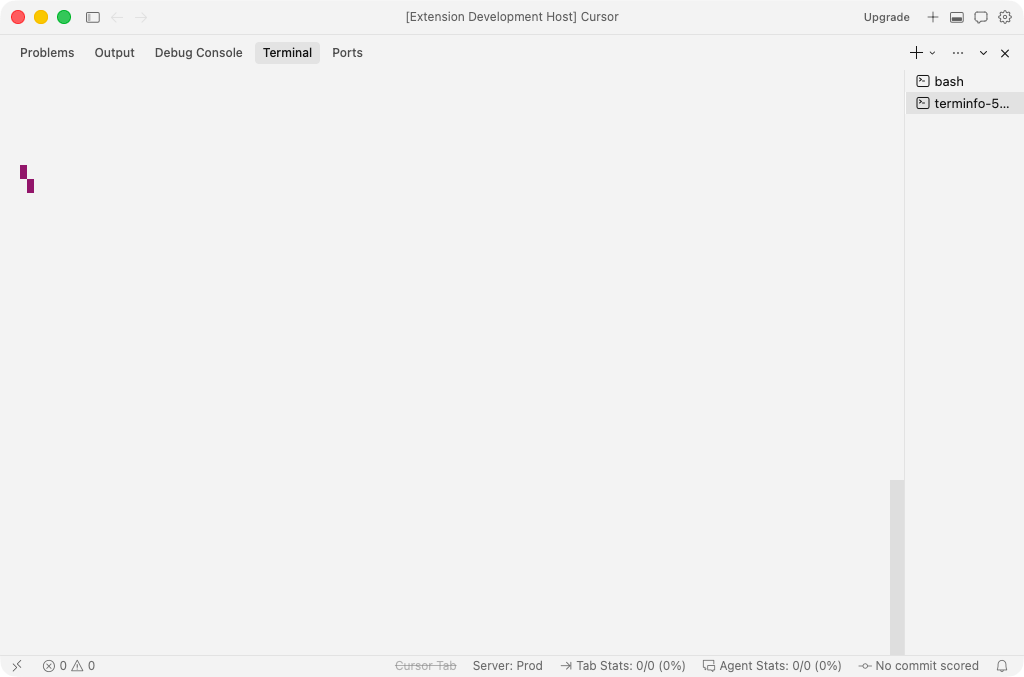 [Extension Development Host] Cursor
Upgrade
Problems Output Debug Console Terminal Ports
bash
terminfo-5...
0 0 Cursor Tab Server: Prod Tab Stats: 0/0 (0%) Agent Stats: 0/0 (0%) No commit scored